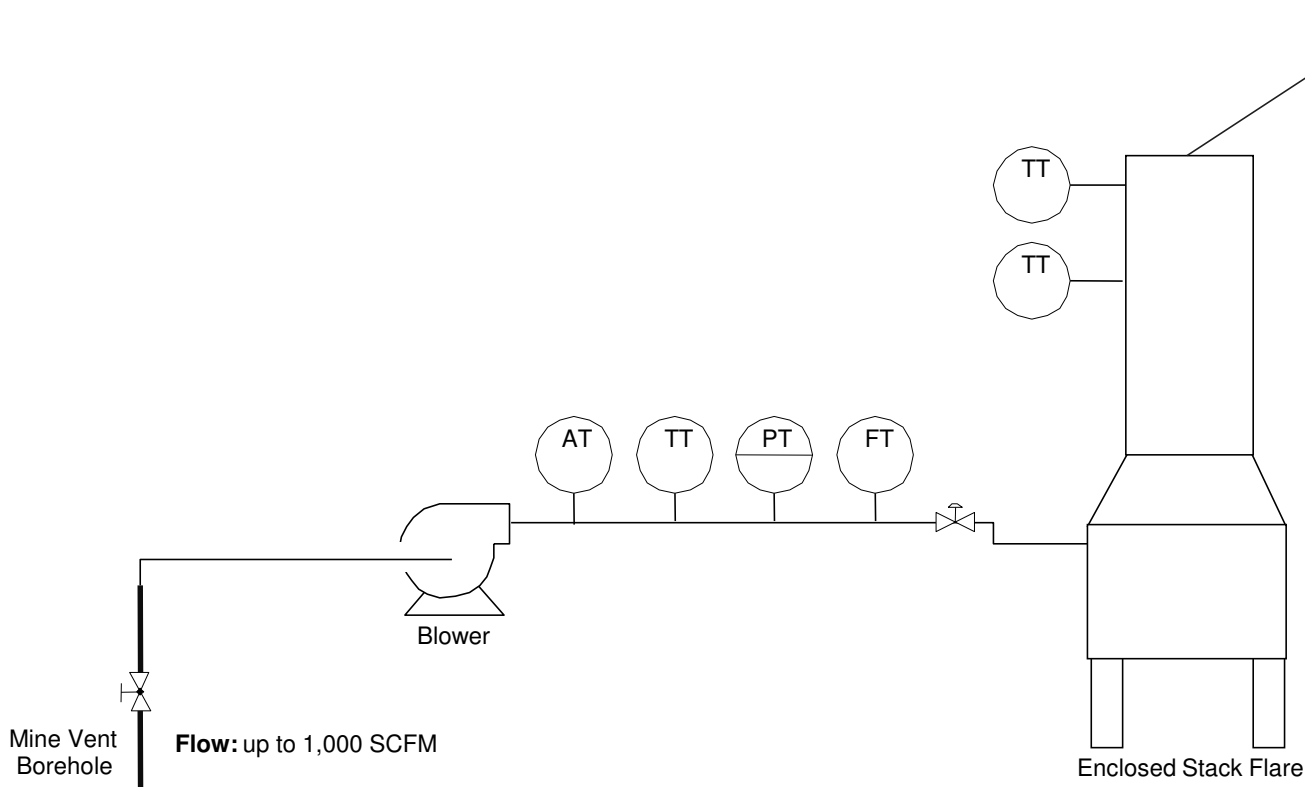 TT
TT
AT TT PT FT
Blower
Mine Vent
Borehole
Flow: up to 1,000 SCFM
Enclosed Stack Flare